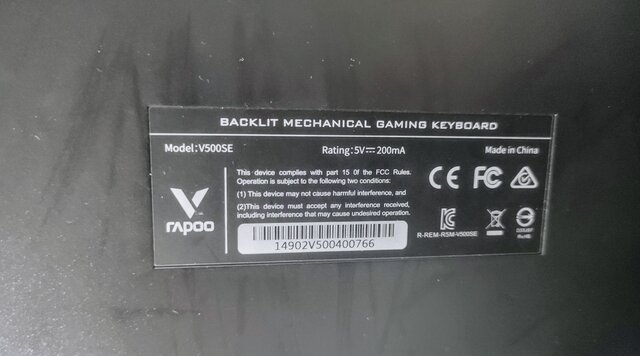 BACKLIT MECHANICAL GAMING KEYBOARD
Model:V500SE Rating:5V⎓200mA Made in China
This device complies with part 15 0f the FCC Rules.
Operation is subject to the following two conditions:
(1) This device may not cause harmful interference, and
(2)This device must accept any interference received,
including interference that may cause undesired operation.
rapoo
CE FC
14902V500400766
R-REM-RSM-V500SE
RoHS